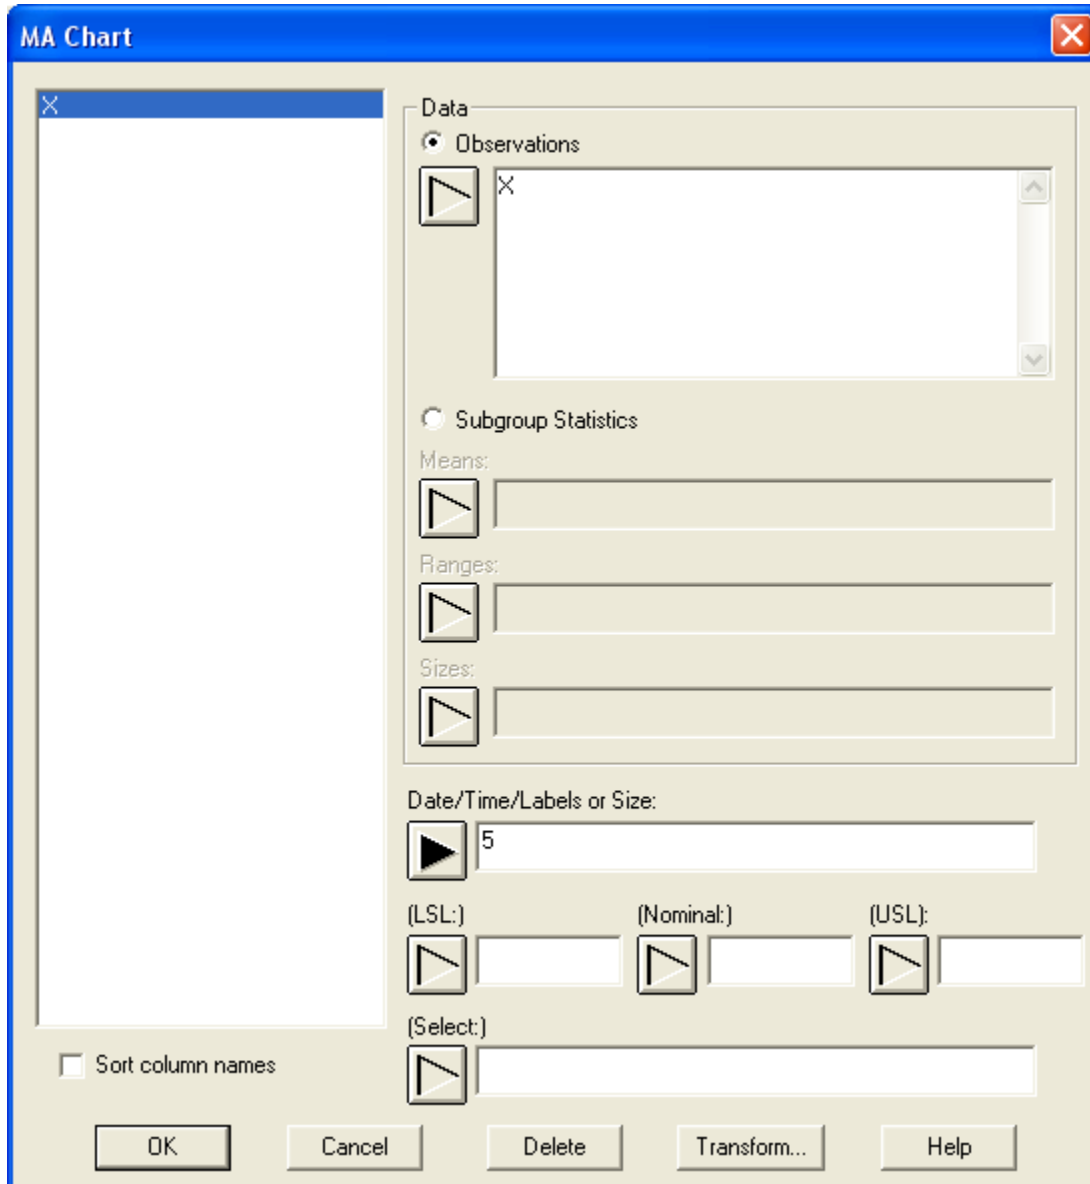 MA Chart
X
Data
Observations
X
Subgroup Statistics
Means:
Ranges:
Sizes:
Date/Time/Labels or Size:
5
(LSL:)
(Nominal:)
(USL):
(Select:)
Sort column names
OK
Cancel
Delete
Transform...
Help